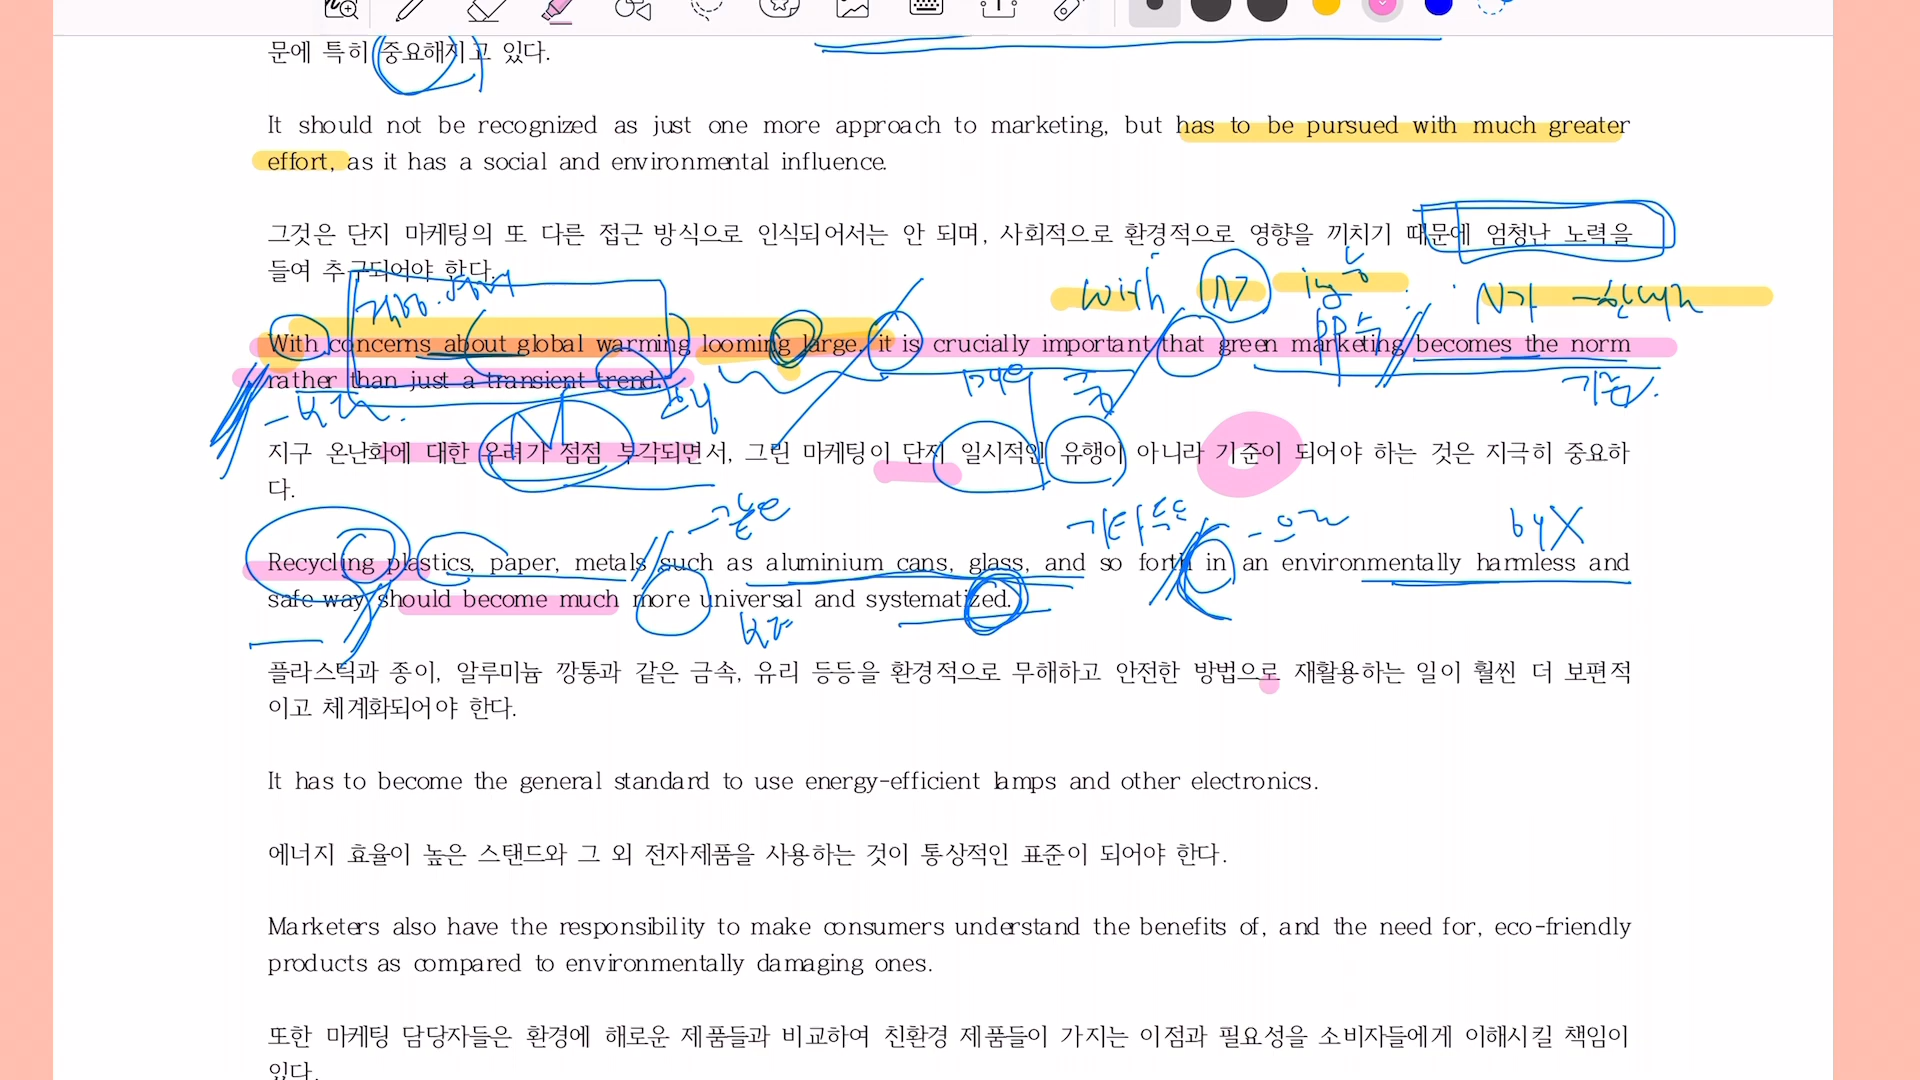 문에 특히 중요해지고 있다.
It should not be recognized as just one more approach to marketing, but has to be pursued with much greater
effort, as it has a social and environmental influence.
그것은 단지 마케팅의 또 다른 접근 방식으로 인식되어서는 안 되며, 사회적으로 환경적으로 영향을 끼치기 때문에 엄청난 노력을
들여 추구되어야 한다.
with N ing
pp
With concerns about global warming looming large, it is crucially important that green marketing becomes the norm
rather than just a transient trend.
지구 온난화에 대한 우려가 점점 부각되면서, 그린 마케팅이 단지 일시적인 유행이 아니라 기준이 되어야 하는 것은 지극히 중요하
다.
by X
Recycling plastics, paper, metals such as aluminium cans, glass, and so forth in an environmentally harmless and
safe way should become much more universal and systematized.
플라스틱과 종이, 알루미늄 깡통과 같은 금속, 유리 등등을 환경적으로 무해하고 안전한 방법으로 재활용하는 일이 훨씬 더 보편적
이고 체계화되어야 한다.
It has to become the general standard to use energy-efficient lamps and other electronics.
에너지 효율이 높은 스탠드와 그 외 전자제품을 사용하는 것이 통상적인 표준이 되어야 한다.
Marketers also have the responsibility to make consumers understand the benefits of, and the need for, eco-friendly
products as compared to environmentally damaging ones.
또한 마케팅 담당자들은 환경에 해로운 제품들과 비교하여 친환경 제품들이 가지는 이점과 필요성을 소비자들에게 이해시킬 책임이
있다.